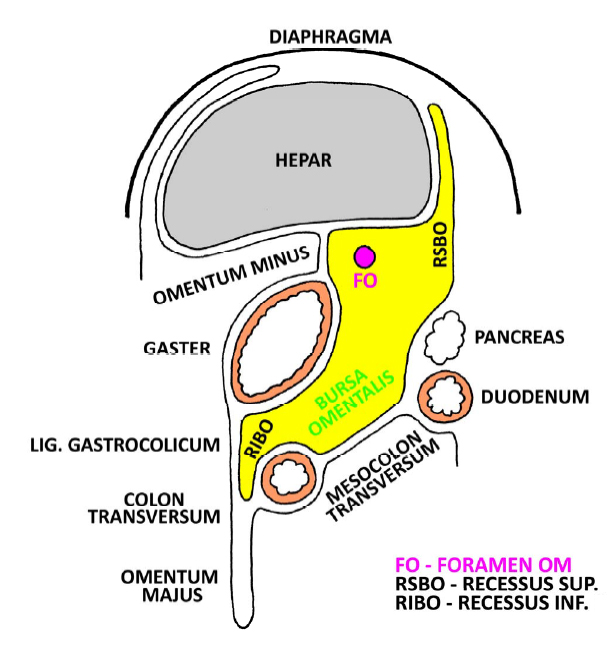 DIAPHRAGMA
HEPAR
RSBO
OMENTUM MINUS
FO
GASTER
PANCREAS
BURSA
OMENTALIS
DUODENUM
RIBO
LIG. GASTROCOLICUM
MESOCOLON
TRANSVERSUM
COLON
TRANSVERSUM
OMENTUM
MAJUS
FO - FORAMEN OM
RSBO - RECESSUS SUP.
RIBO - RECESSUS INF.